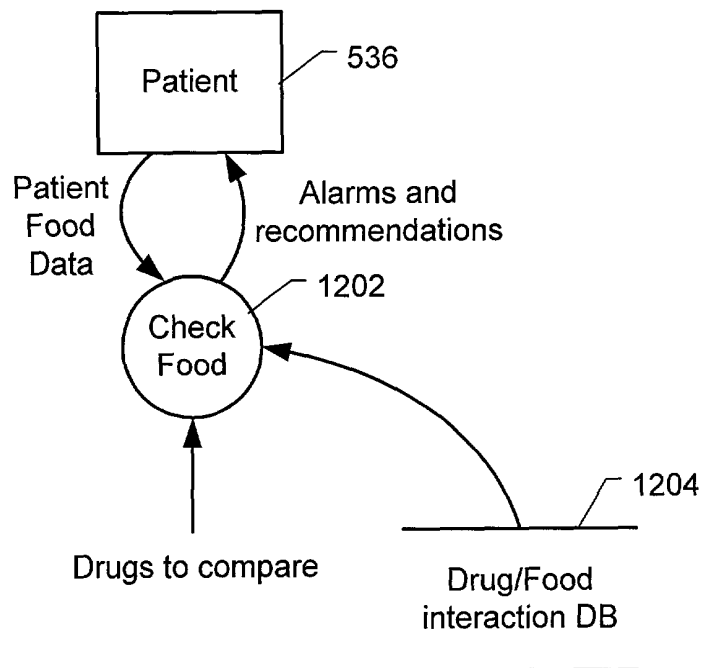 Patient
536
Patient
Food
Data
Alarms and
recommendations
1202
Check
Food
1204
Drugs to compare
Drug/Food
interaction DB